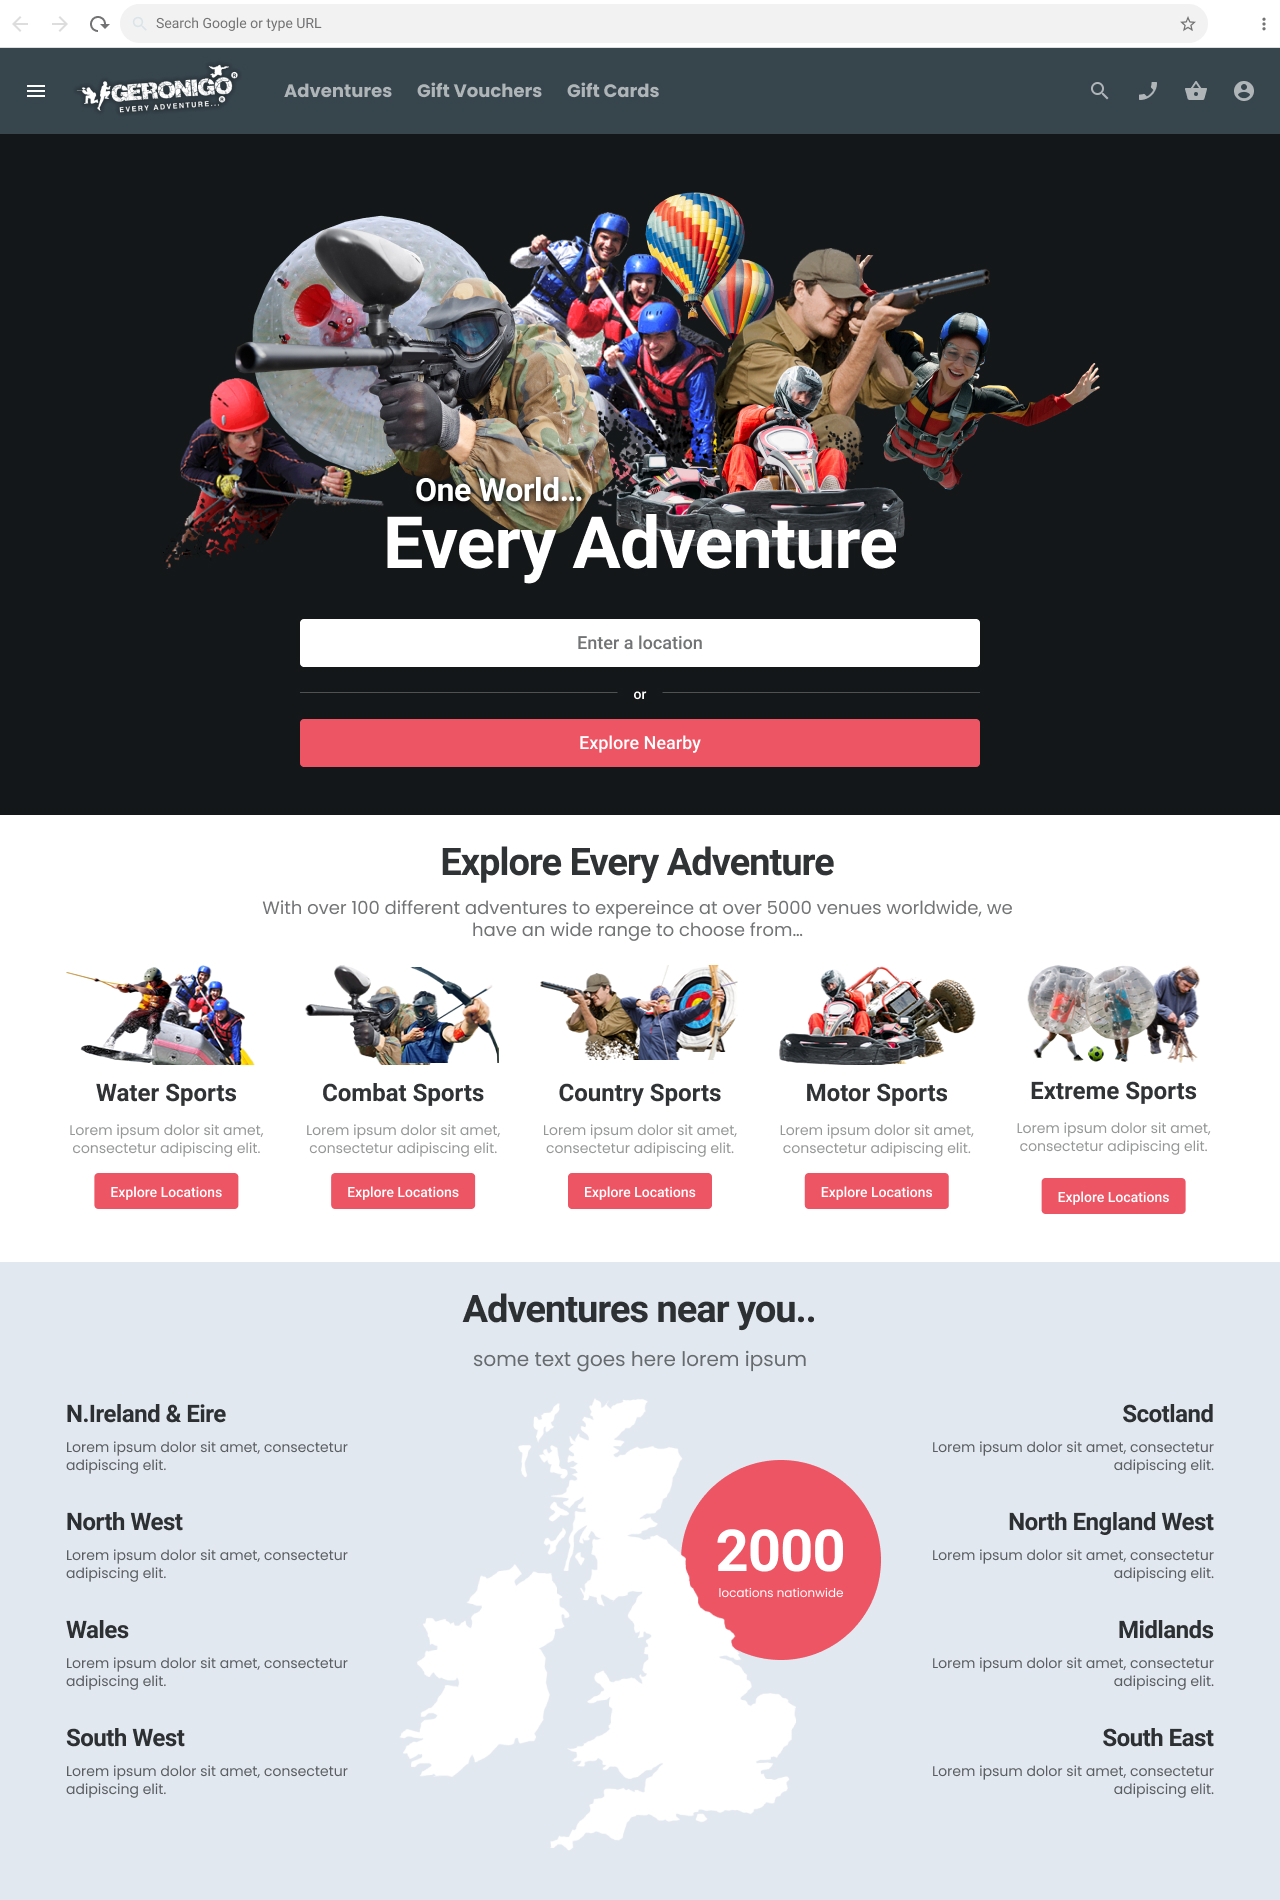 Search Google or type URL
GERONIGO
EVERY ADVENTURE...
Adventures
Gift Vouchers
Gift Cards
One World...
Every Adventure
Enter a location
or
Explore Nearby
Explore Every Adventure
With over 100 different adventures to expereince at over 5000 venues worldwide, we
have an wide range to choose from...
Water Sports
Lorem ipsum dolor sit amet,
consectetur adipiscing elit.
Explore Locations
Combat Sports
Lorem ipsum dolor sit amet,
consectetur adipiscing elit.
Explore Locations
Country Sports
Lorem ipsum dolor sit amet,
consectetur adipiscing elit.
Explore Locations
Motor Sports
Lorem ipsum dolor sit amet,
consectetur adipiscing elit.
Explore Locations
Extreme Sports
Lorem ipsum dolor sit amet,
consectetur adipiscing elit.
Explore Locations
Adventures near you..
some text goes here lorem ipsum
N.Ireland & Eire
Lorem ipsum dolor sit amet, consectetur
adipiscing elit.
North West
Lorem ipsum dolor sit amet, consectetur
adipiscing elit.
Wales
Lorem ipsum dolor sit amet, consectetur
adipiscing elit.
South West
Lorem ipsum dolor sit amet, consectetur
adipiscing elit.
2000
locations nationwide
Scotland
Lorem ipsum dolor sit amet, consectetur
adipiscing elit.
North England West
Lorem ipsum dolor sit amet, consectetur
adipiscing elit.
Midlands
Lorem ipsum dolor sit amet, consectetur
adipiscing elit.
South East
Lorem ipsum dolor sit amet, consectetur
adipiscing elit.